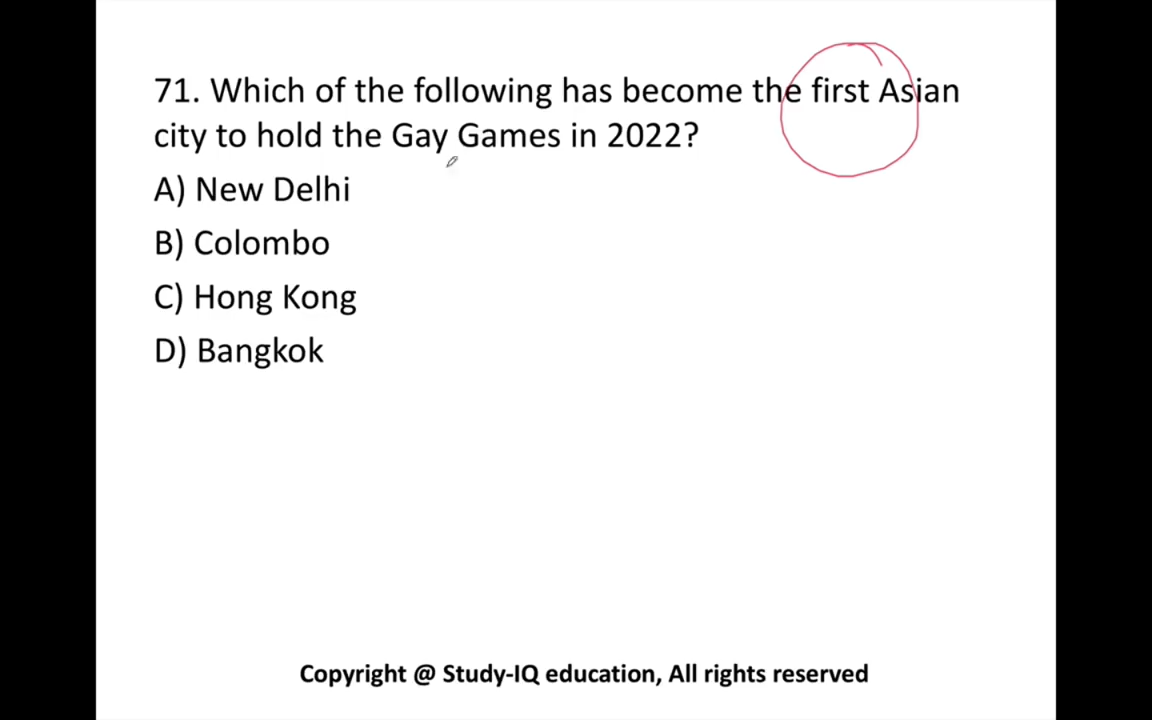 71. Which of the following has become the first Asian
city to hold the Gay Games in 2022?
A) New Delhi
B) Colombo
C) Hong Kong
D) Bangkok
Copyright @ Study-IQ education, All rights reserved